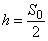 h = S₀/2